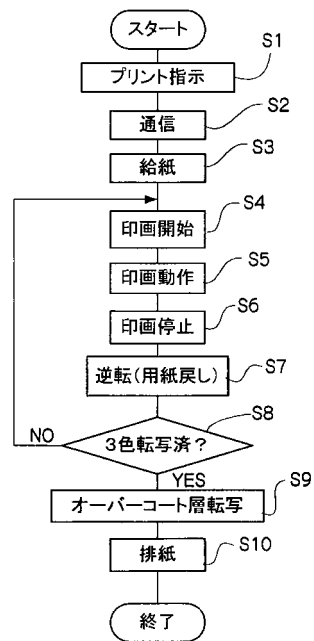 スタート
S1
プリント指示
S2
通信
S3
給紙
S4
印画開始
S5
印画動作
S6
印画停止
S7
逆転(用紙戻し)
S8
3色転写済?
NO
YES
S9
オーバーコート層転写
S10
排紙
終了